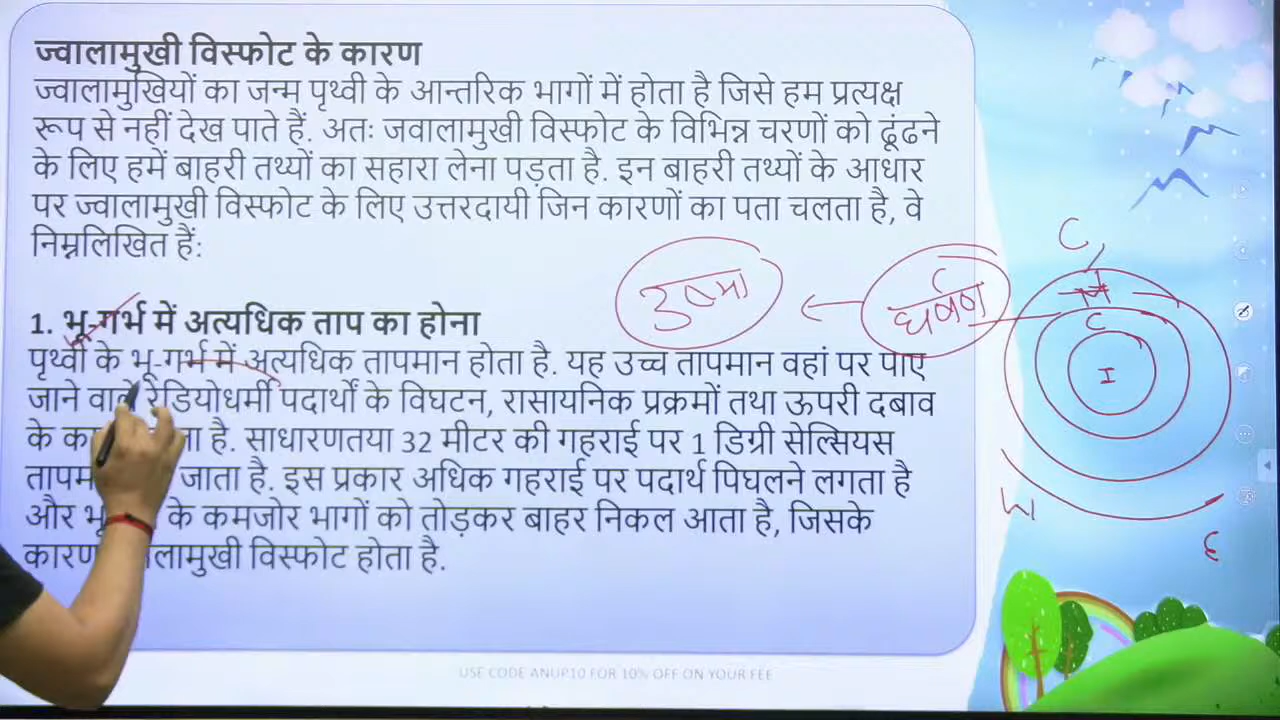 ज्वालामुखी विस्फोट के कारण
ज्वालामुखियों का जन्म पृथ्वी के आन्तरिक भागों में होता है जिसे हम प्रत्यक्ष
रूप से नहीं देख पाते हैं. अतः जवालामुखी विस्फोट के विभिन्न चरणों को ढूंढने
के लिए हमें बाहरी तथ्यों का सहारा लेना पड़ता है. इन बाहरी तथ्यों के आधार
पर ज्वालामुखी विस्फोट के लिए उत्तरदायी जिन कारणों का पता चलता है, वे
निम्नलिखित हैं:
उष्मा
घर्षण
C
M
C
I
1. भू-गर्भ में अत्यधिक ताप का होना
पृथ्वी के भू-गर्भ में अत्यधिक तापमान होता है. यह उच्च तापमान वहां पर पाए
जाने वाले रेडियोधर्मी पदार्थों के विघटन, रासायनिक प्रक्रमों तथा ऊपरी दबाव
के है. साधारणतया 32 मीटर की गहराई पर 1 डिग्री सेल्सियस
जाता है. इस प्रकार अधिक गहराई पर पदार्थ पिघलने लगता है
और के कमजोर भागों को तोड़कर बाहर निकल आता है, जिसके
कारण विस्फोट होता है.
W
E
USE CODE ANUP10 FOR 10% OFF ON YOUR FEE